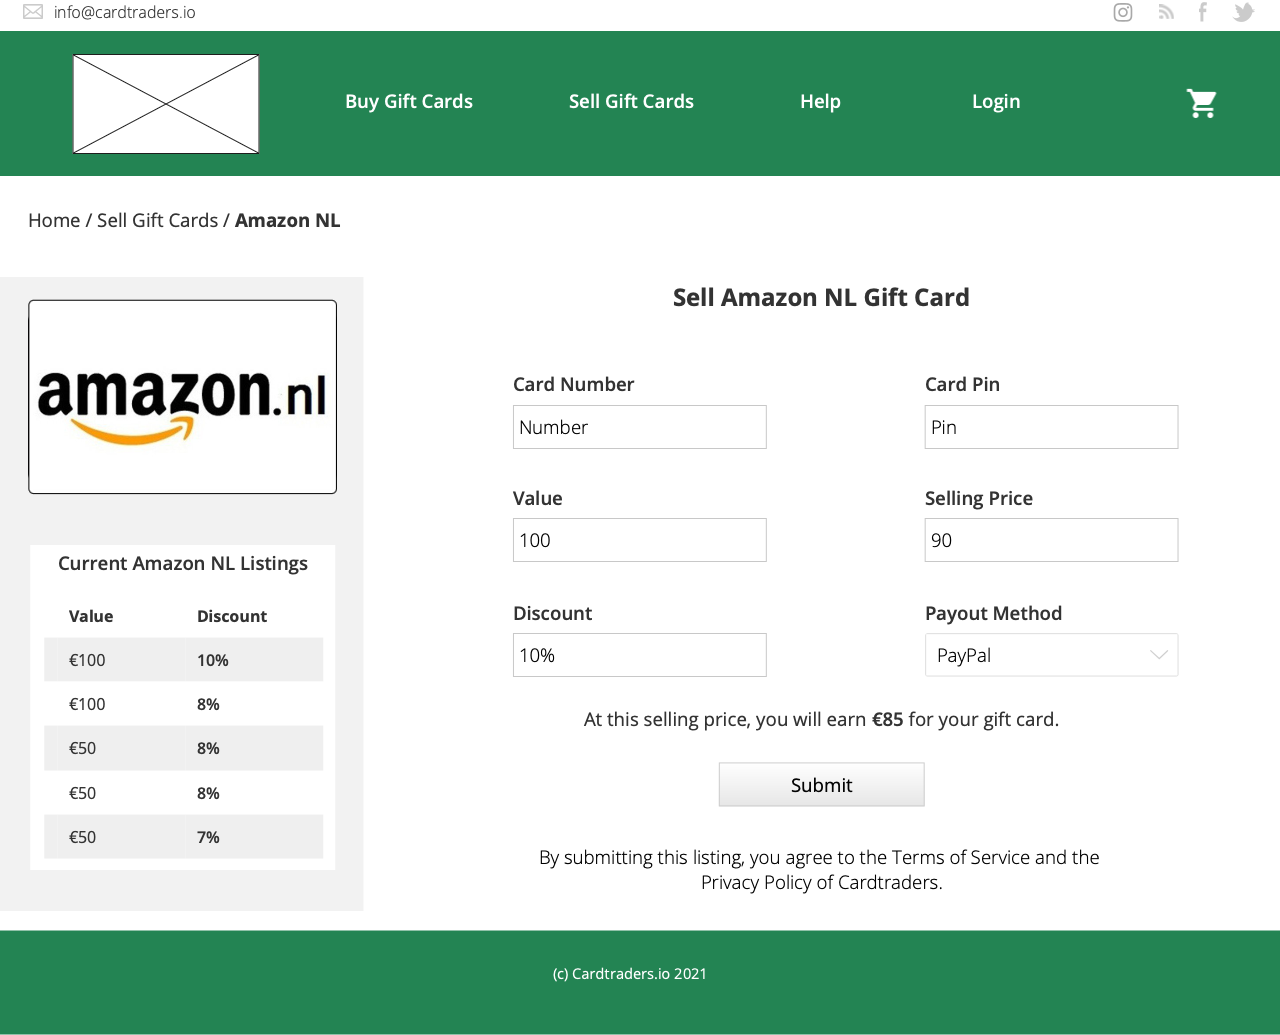 info@cardtraders.io
Buy Gift Cards
Sell Gift Cards
Help
Login
Home / Sell Gift Cards / Amazon NL
amazon.nl
Current Amazon NL Listings
Value Discount
€100 10%
€100 8%
€50 8%
€50 8%
€50 7%
Sell Amazon NL Gift Card
Card Number
Number
Card Pin
Pin
Value
100
Selling Price
90
Discount
10%
Payout Method
PayPal
At this selling price, you will earn €85 for your gift card.
Submit
By submitting this listing, you agree to the Terms of Service and the
Privacy Policy of Cardtraders.
(c) Cardtraders.io 2021